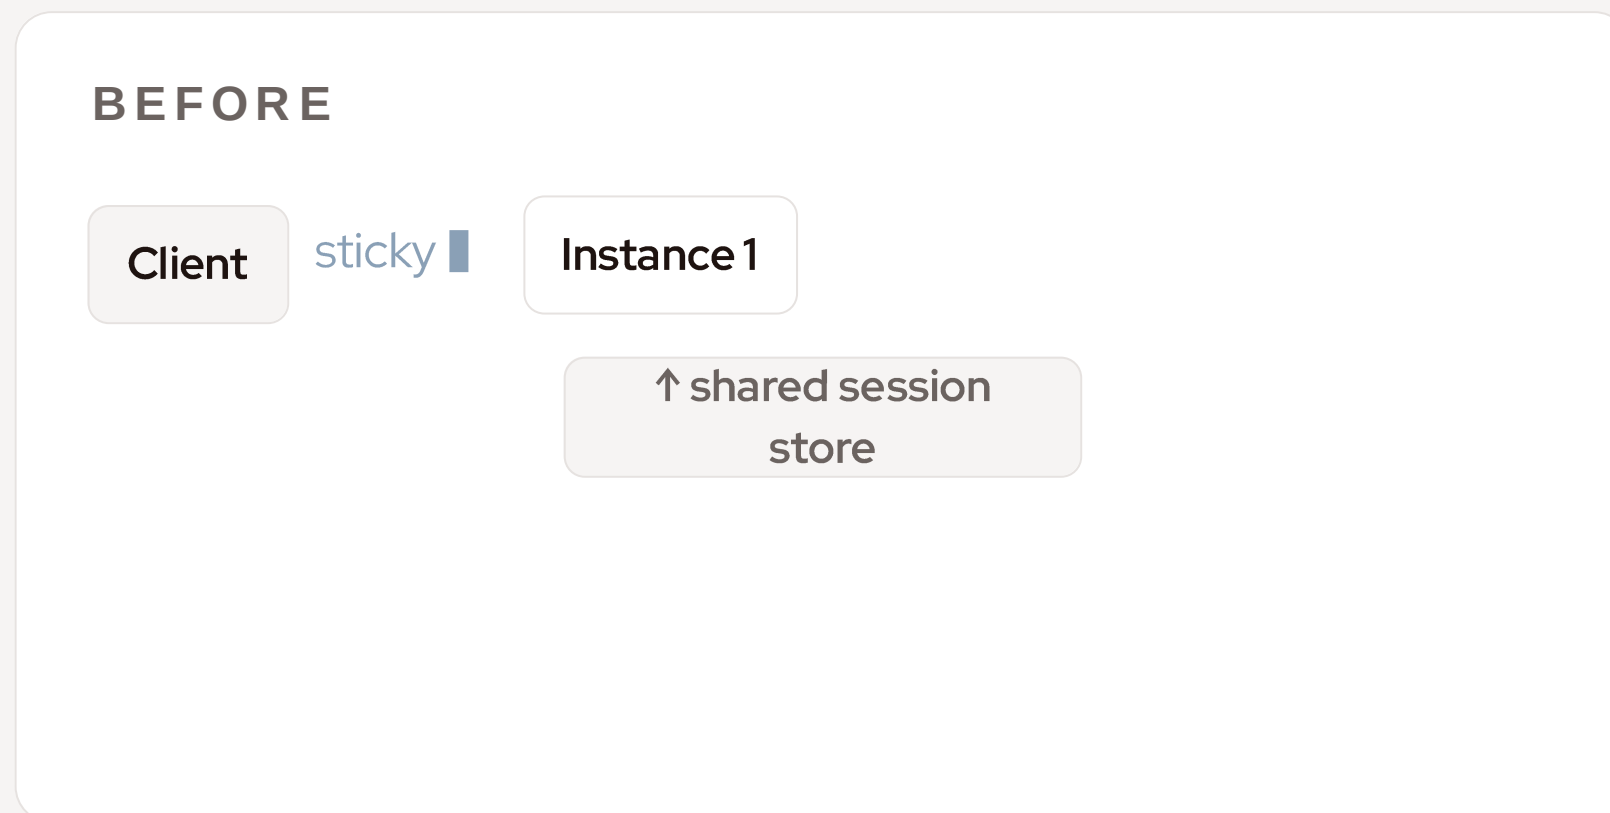 BEFORE
Client
sticky ▮
Instance 1
↑ shared session
store